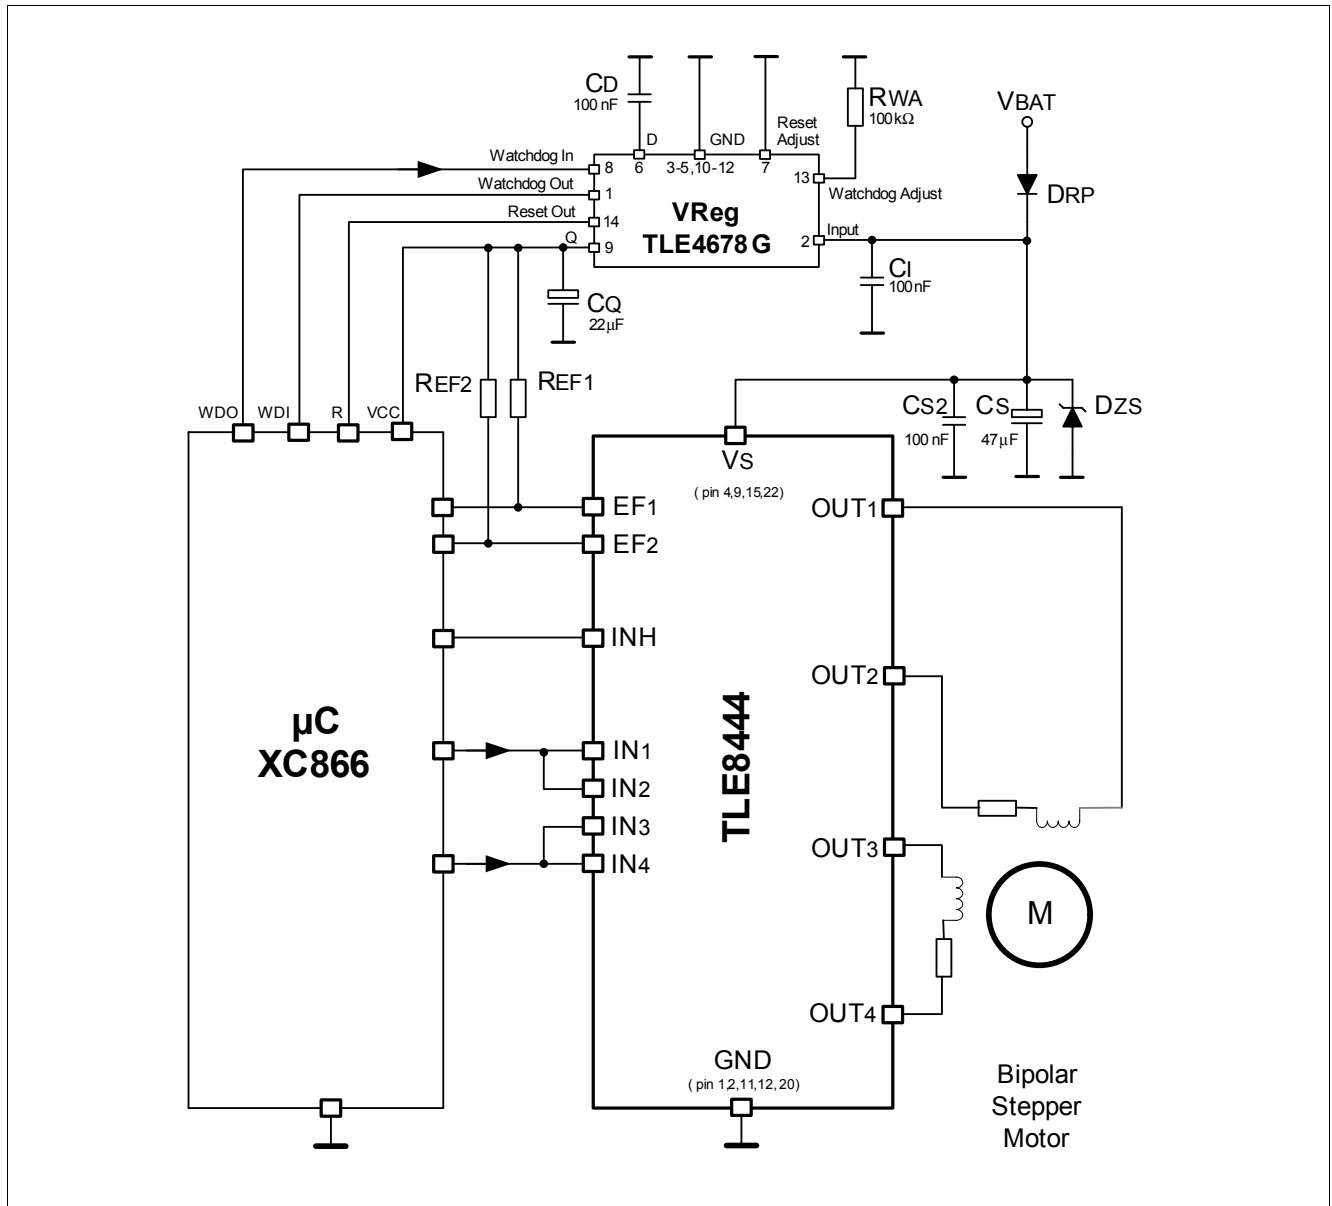 CD
100 nF
RWA
100kΩ
VBAT
D
GND
Reset
Adjust
Watchdog In
8
6
3-5,10-12
7
13
Watchdog Out
1
Watchdog Adjust
DRP
Reset Out
14
VReg
TLE4678 G
Q
9
2
Input
CI
100nF
CQ
22µF
REF2
REF1
WDO
WDI
R
VCC
CS2
100 nF
CS
47µF
DZS
VS
( pin 4,9,15,22)
EF1
OUT1
EF2
INH
OUT2
µC
XC866
TLE8444
IN1
IN2
IN3
IN4
OUT3
M
OUT4
GND
( pin 1,2,11,12, 20)
Bipolar
Stepper
Motor